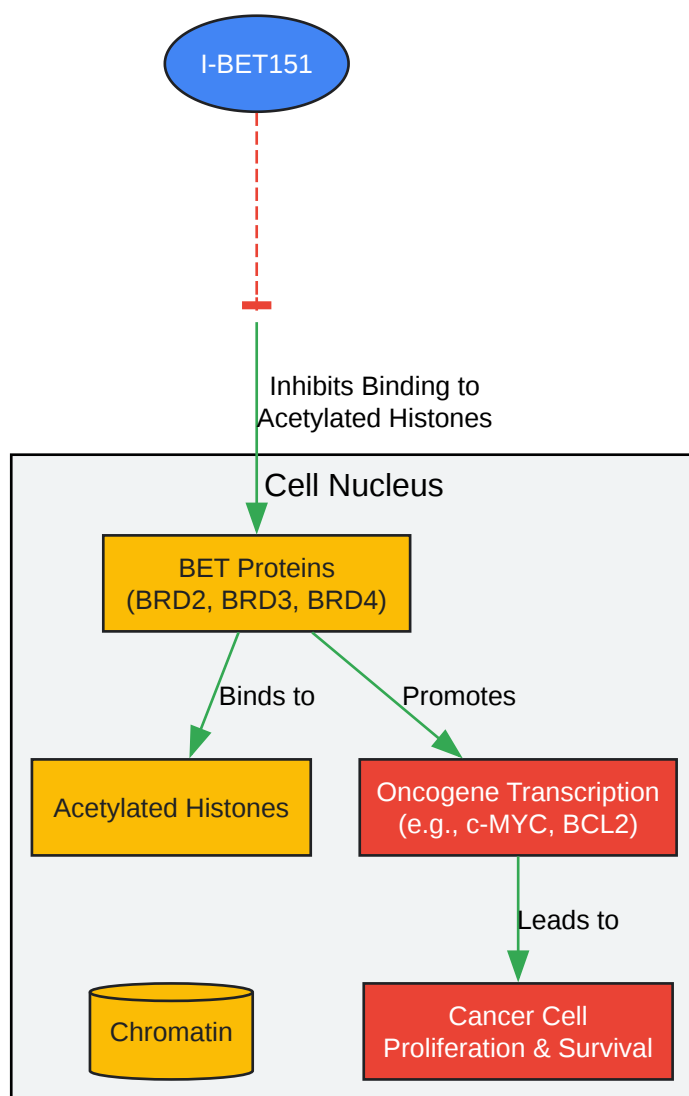 I-BET151
Inhibits Binding to
Acetylated Histones
Cell Nucleus
BET Proteins
(BRD2, BRD3, BRD4)
Binds to
Promotes
Acetylated Histones
Oncogene Transcription
(e.g., c-MYC, BCL2)
Leads to
Chromatin
Cancer Cell
Proliferation & Survival